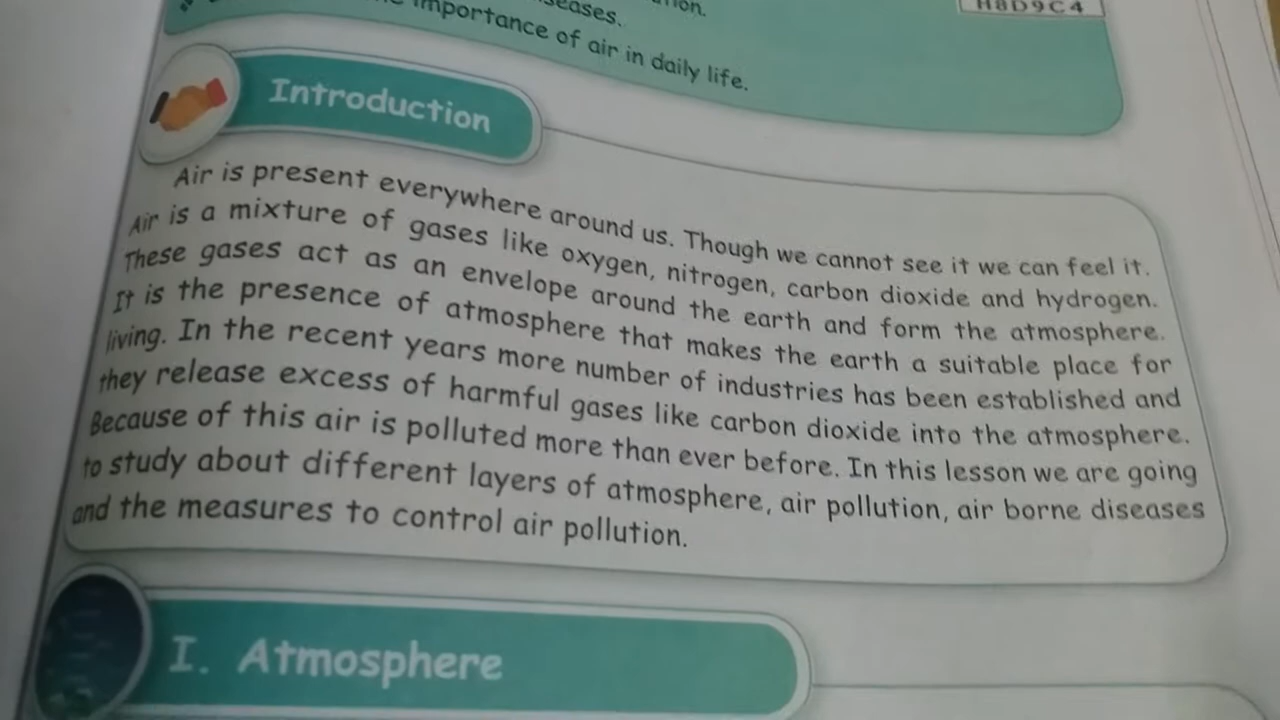 tion.
seases.
importance of air in daily life.
H8D9C4
Introduction
Air is present everywhere around us. Though we cannot see it we can feel it.
Air is a mixture of gases like oxygen, nitrogen, carbon dioxide and hydrogen.
These gases act as an envelope around the earth and form the atmosphere.
It is the presence of atmosphere that makes the earth a suitable place for
living. In the recent years more number of industries has been established and
they release excess of harmful gases like carbon dioxide into the atmosphere.
Because of this air is polluted more than ever before. In this lesson we are going
to study about different layers of atmosphere, air pollution, air borne diseases
and the measures to control air pollution.
I. Atmosphere